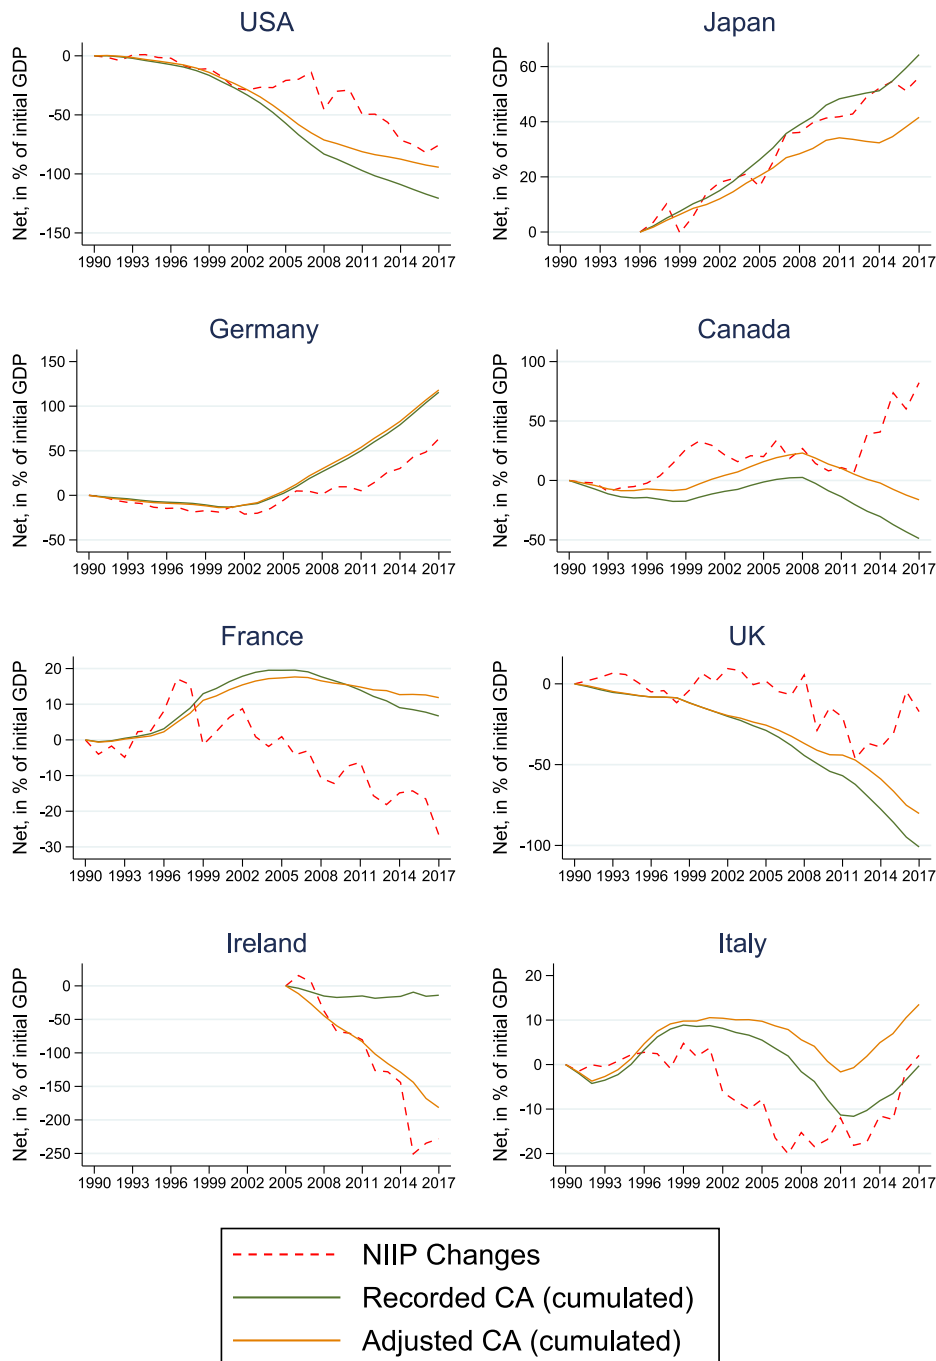 USA
Net, in % of initial GDP
0
-50
-100
-150
1990 1993 1996 1999 2002 2005 2008 2011 2014 2017
Japan
Net, in % of initial GDP
60
40
20
0
1990 1993 1996 1999 2002 2005 2008 2011 2014 2017
Germany
Net, in % of initial GDP
150
100
50
0
-50
1990 1993 1996 1999 2002 2005 2008 2011 2014 2017
Canada
Net, in % of initial GDP
100
50
0
-50
1990 1993 1996 1999 2002 2005 2008 2011 2014 2017
France
Net, in % of initial GDP
20
10
0
-10
-20
-30
1990 1993 1996 1999 2002 2005 2008 2011 2014 2017
UK
Net, in % of initial GDP
0
-50
-100
1990 1993 1996 1999 2002 2005 2008 2011 2014 2017
Ireland
Net, in % of initial GDP
0
-50
-100
-150
-200
-250
1990 1993 1996 1999 2002 2005 2008 2011 2014 2017
Italy
Net, in % of initial GDP
20
10
0
-10
-20
1990 1993 1996 1999 2002 2005 2008 2011 2014 2017
NIIP Changes
Recorded CA (cumulated)
Adjusted CA (cumulated)